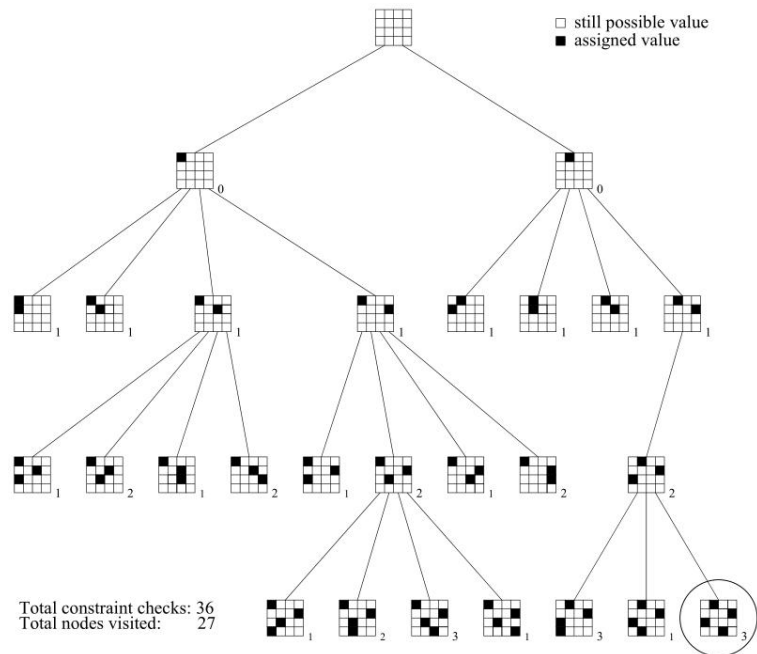 still possible value
assigned value
0 0
1 1 1 1 1 1 1 1
1 2 1 2 1 2 1 2 2
Total constraint checks: 36
Total nodes visited: 27
1 2 3 1 3 1 3